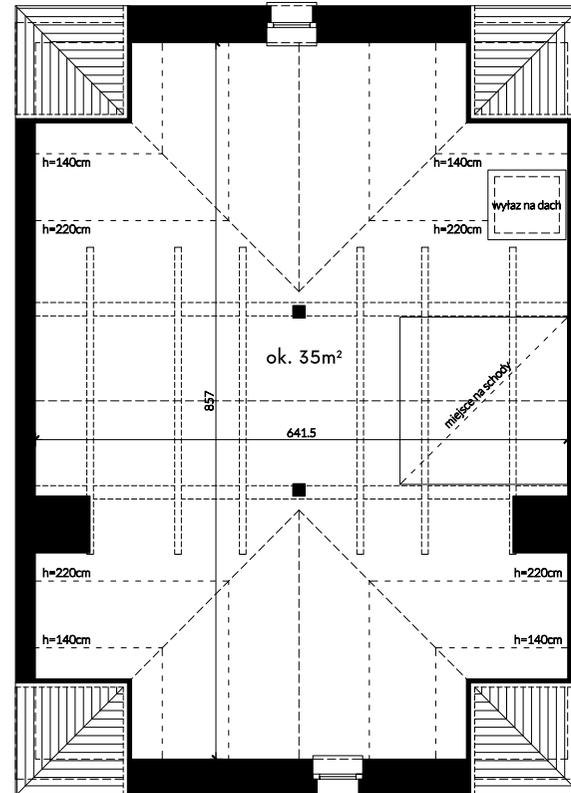 h=140cm
h=140cm
wyłaz na dach
h=220cm
h=220cm
ok. 35m²
miejsce na schody
857
641.5
h=220cm
h=220cm
h=140cm
h=140cm